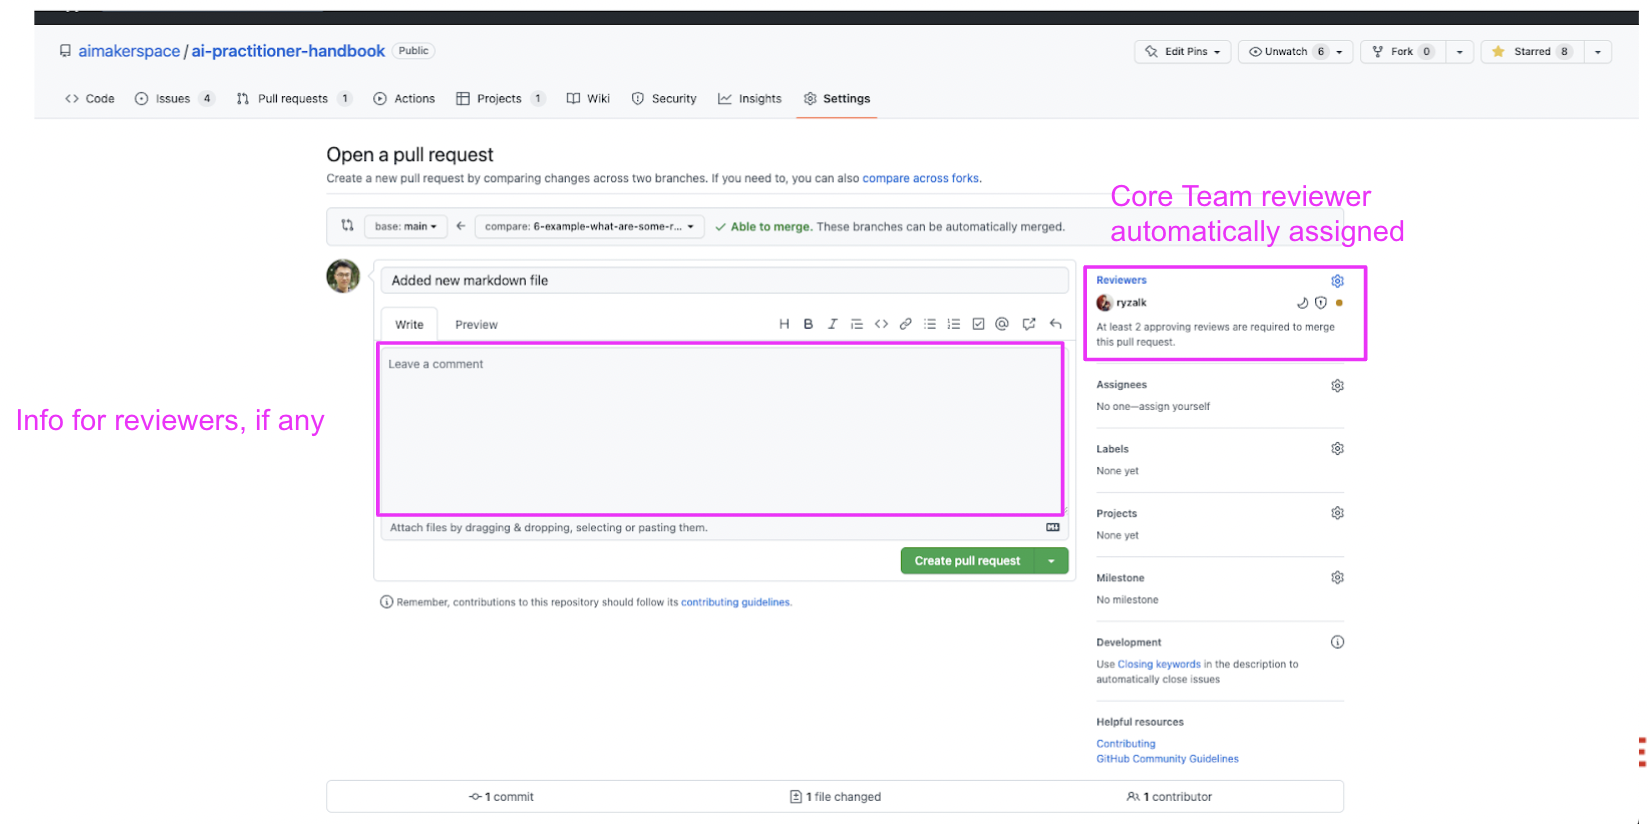 aimakerspace / ai-practitioner-handbook Public
Edit Pins Unwatch 6 Fork 0 Starred 8
Code Issues 4 Pull requests 1 Actions Projects 1 Wiki Security Insights Settings
Open a pull request
Create a new pull request by comparing changes across two branches. If you need to, you can also compare across forks.
Core Team reviewer
automatically assigned
base: main compare: 6-example-what-are-some-r... Able to merge. These branches can be automatically merged.
Added new markdown file
Write Preview
Leave a comment
Info for reviewers, if any
Attach files by dragging & dropping, selecting or pasting them.
Create pull request
Remember, contributions to this repository should follow its contributing guidelines.
Reviewers
ryzalk
At least 2 approving reviews are required to merge
this pull request.
Assignees
No one—assign yourself
Labels
None yet
Projects
None yet
Milestone
No milestone
Development
Use Closing keywords in the description to
automatically close issues
Helpful resources
Contributing
GitHub Community Guidelines
1 commit 1 file changed 1 contributor